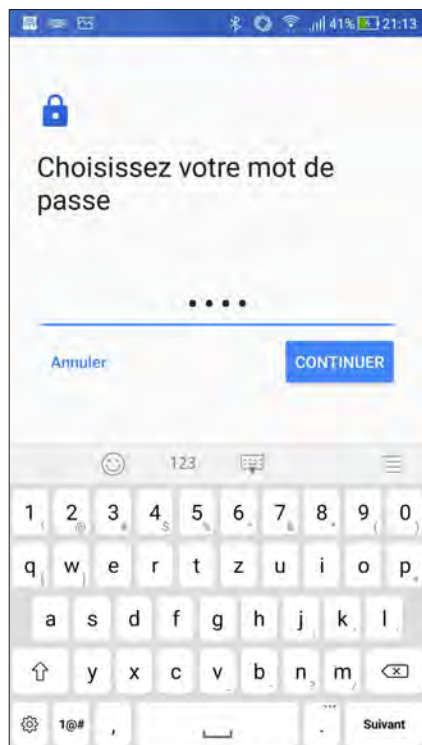 41% 21:13
Choisissez votre mot de
passe
••••
Annuler CONTINUER
123
1 2 3 4 5 6 7 8 9 0
q w e r t z u i o p
a s d f g h j k l
y x c v b n m
1@# , . Suivant